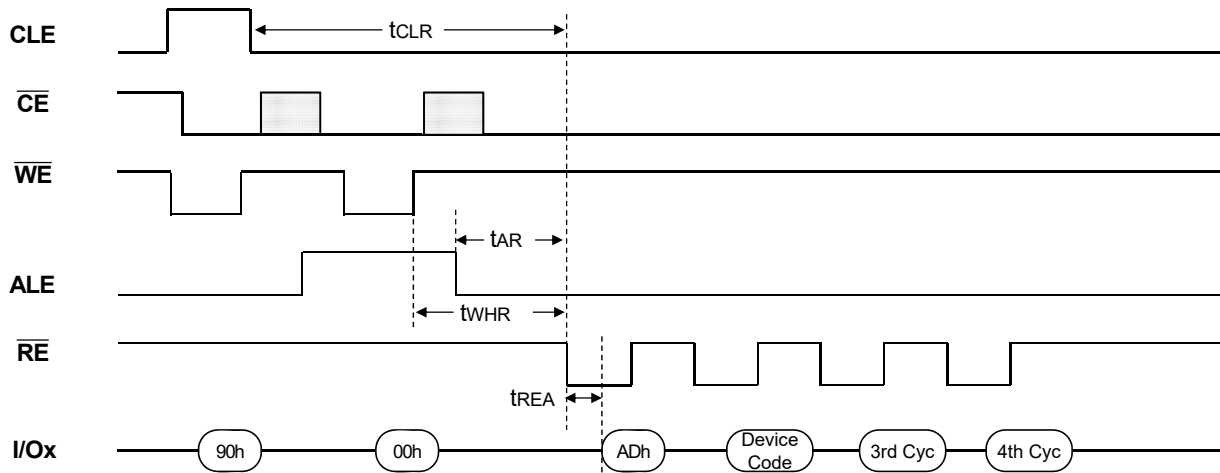 CLE
tCLR
CE
WE
tAR
ALE
tWHR
RE
tREA
I/Ox
90h
00h
ADh
Device
Code
3rd Cyc
4th Cyc